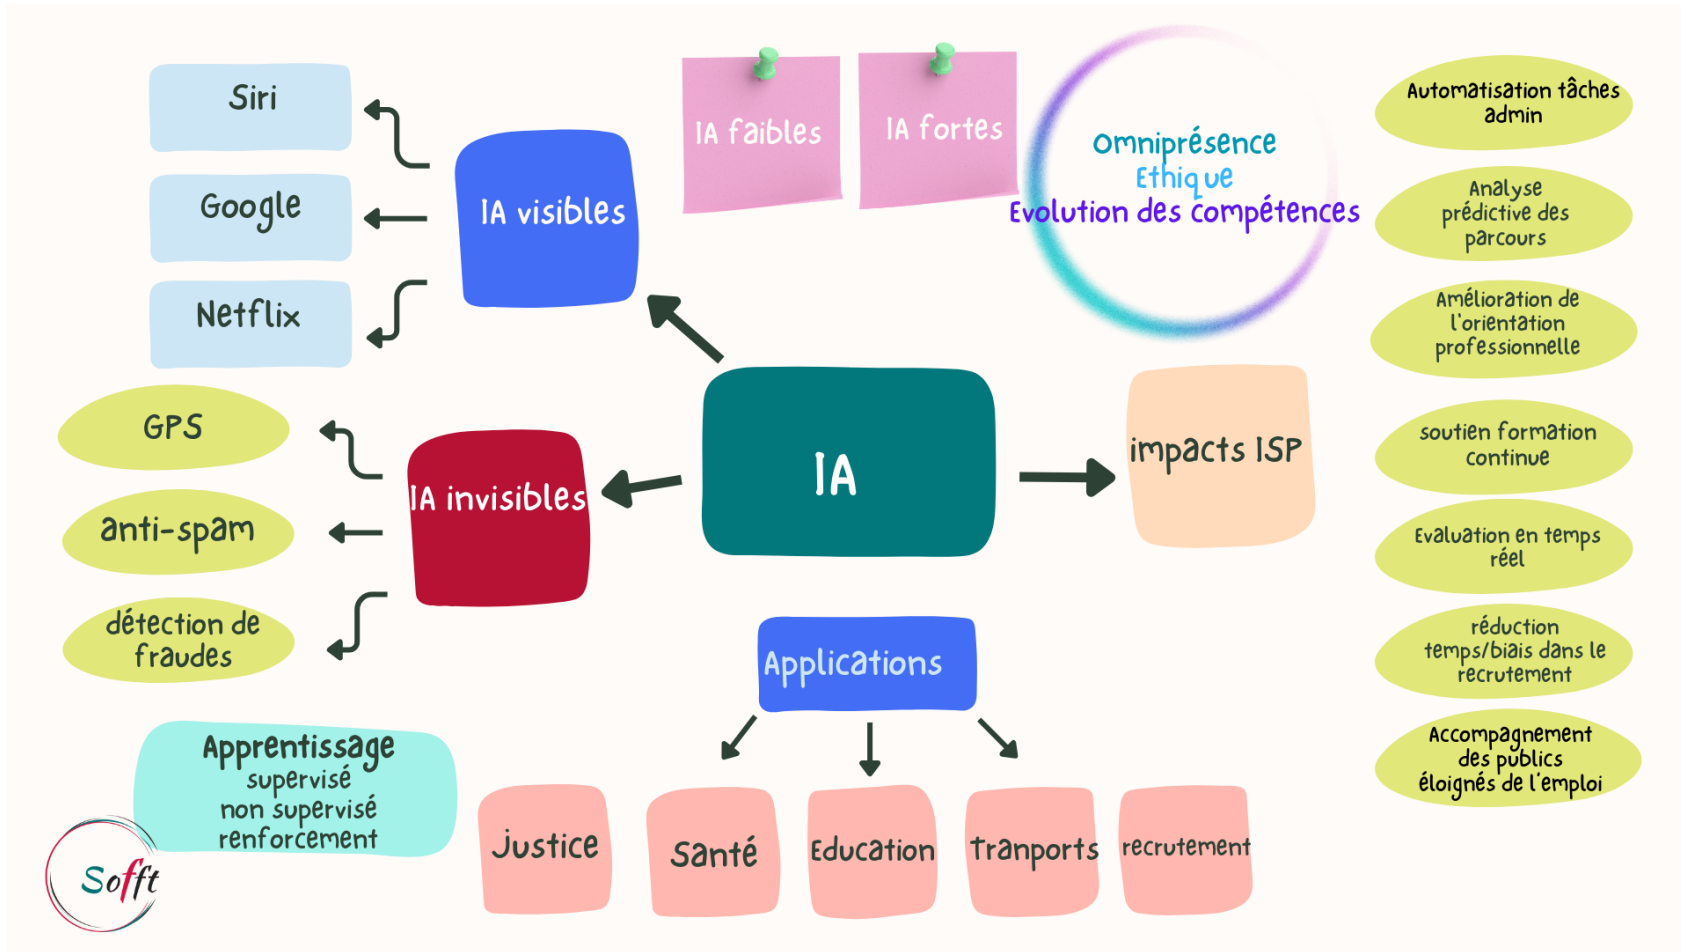 Siri
Google
Netflix
IA visibles
IA faibles
IA fortes
Omniprésence
Ethique
Evolution des compétences
GPS
anti-spam
détection de
fraudes
IA invisibles
IA
impacts ISP
Automatisation tâches
admin
Analyse
prédictive des
parcours
Amélioration de
l'orientation
professionnelle
soutien formation
continue
Evaluation en temps
réel
réduction
temps/biais dans le
recrutement
Accompagnement
des publics
éloignés de l'emploi
Applications
justice
Santé
Education
Tranports
recrutement
Apprentissage
supervisé
non supervisé
renforcement
Sofft